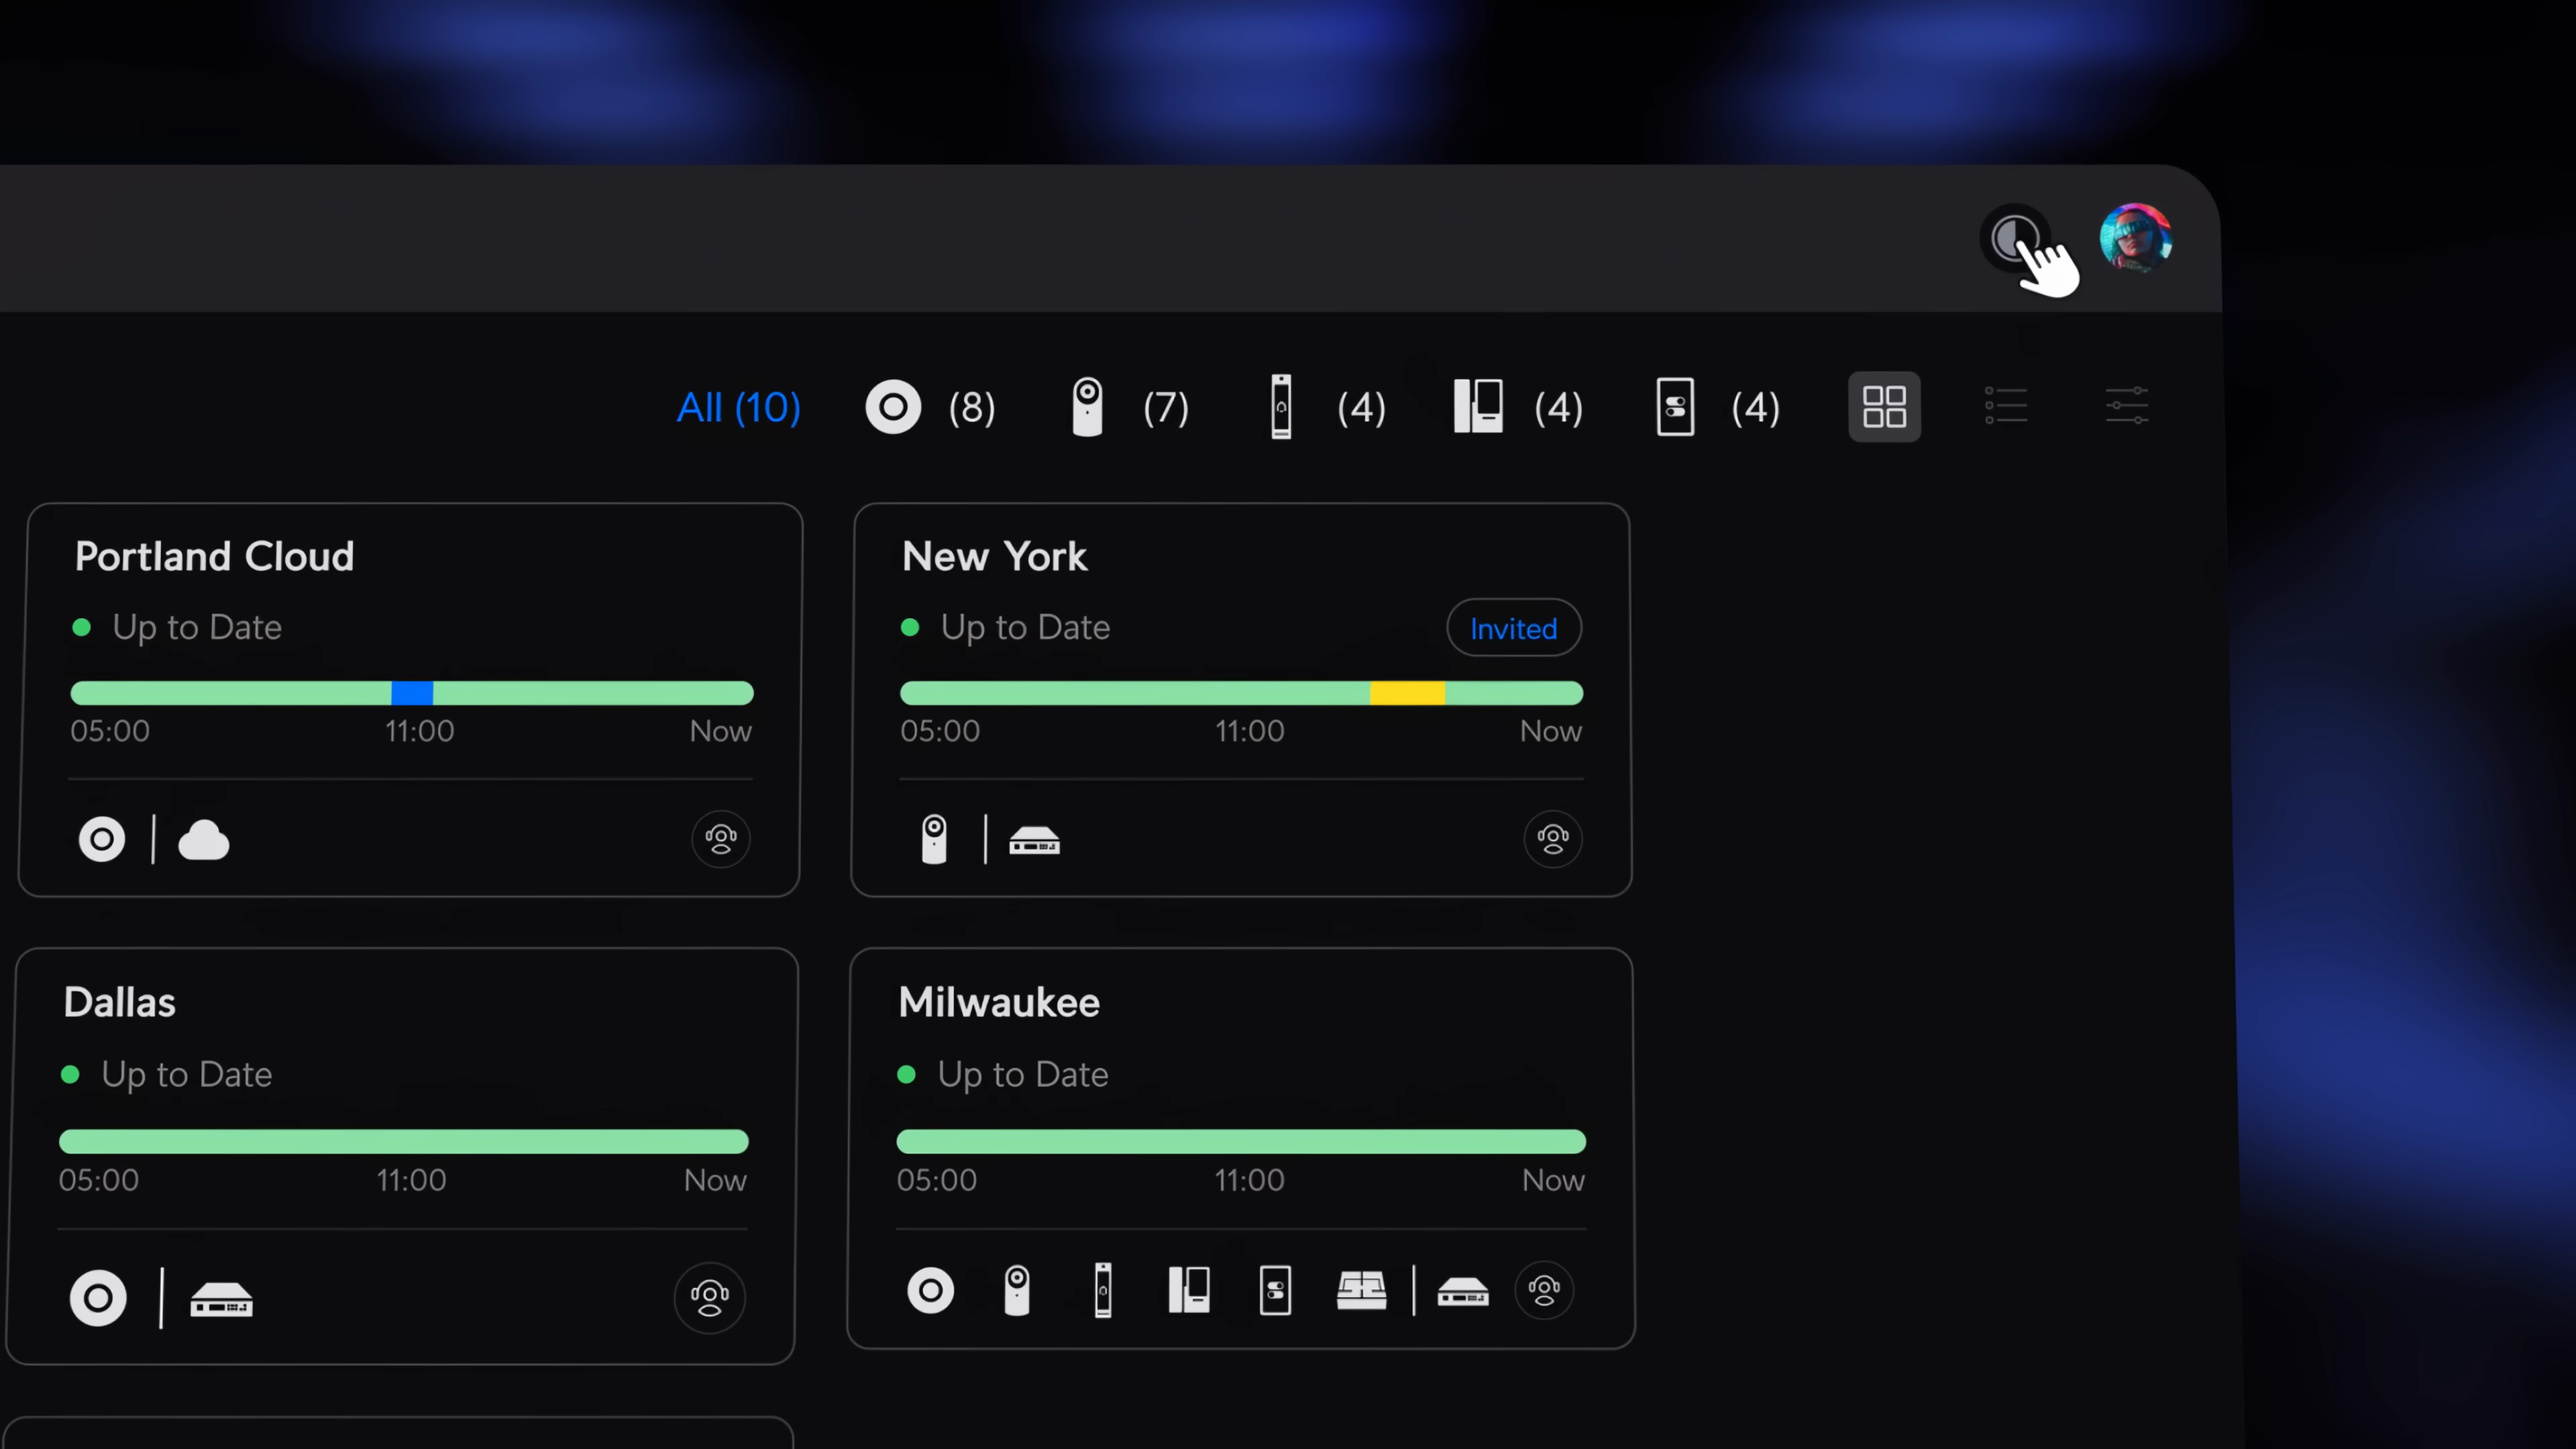 All (10) (8) (7) (4) (4) (4)
Portland Cloud
Up to Date
05:00 11:00 Now
New York
Up to Date
Invited
05:00 11:00 Now
Dallas
Up to Date
05:00 11:00 Now
Milwaukee
Up to Date
05:00 11:00 Now